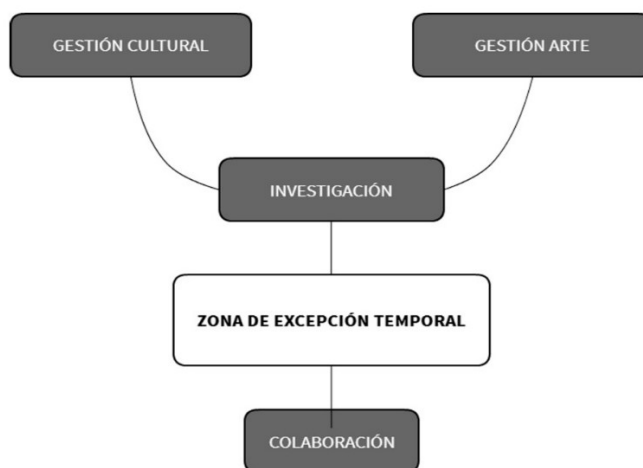 GESTIÓN CULTURAL
GESTIÓN ARTE
INVESTIGACIÓN
ZONA DE EXCEPCIÓN TEMPORAL
COLABORACIÓN